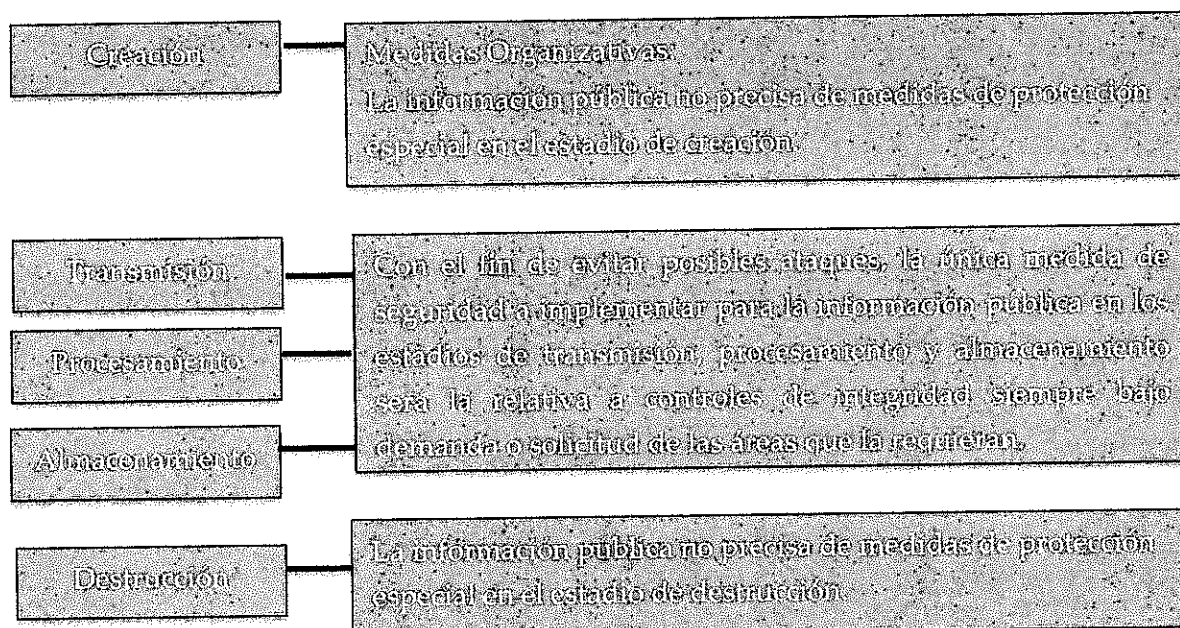 Creación
Medidas Organizativas:
La información pública no precisa de medidas de protección
especial en el estadio de creación.
Transmisión
Procesamiento
Almacenamiento
Con el fin de evitar posibles ataques, la única medida de
seguridad a implementar para la información pública en los
estadios de transmisión, procesamiento y almacenamiento
será la relativa a controles de integridad siempre bajo
demanda o solicitud de las áreas que la requieran.
Destrucción
La información pública no precisa de medidas de protección
especial en el estadio de destrucción.